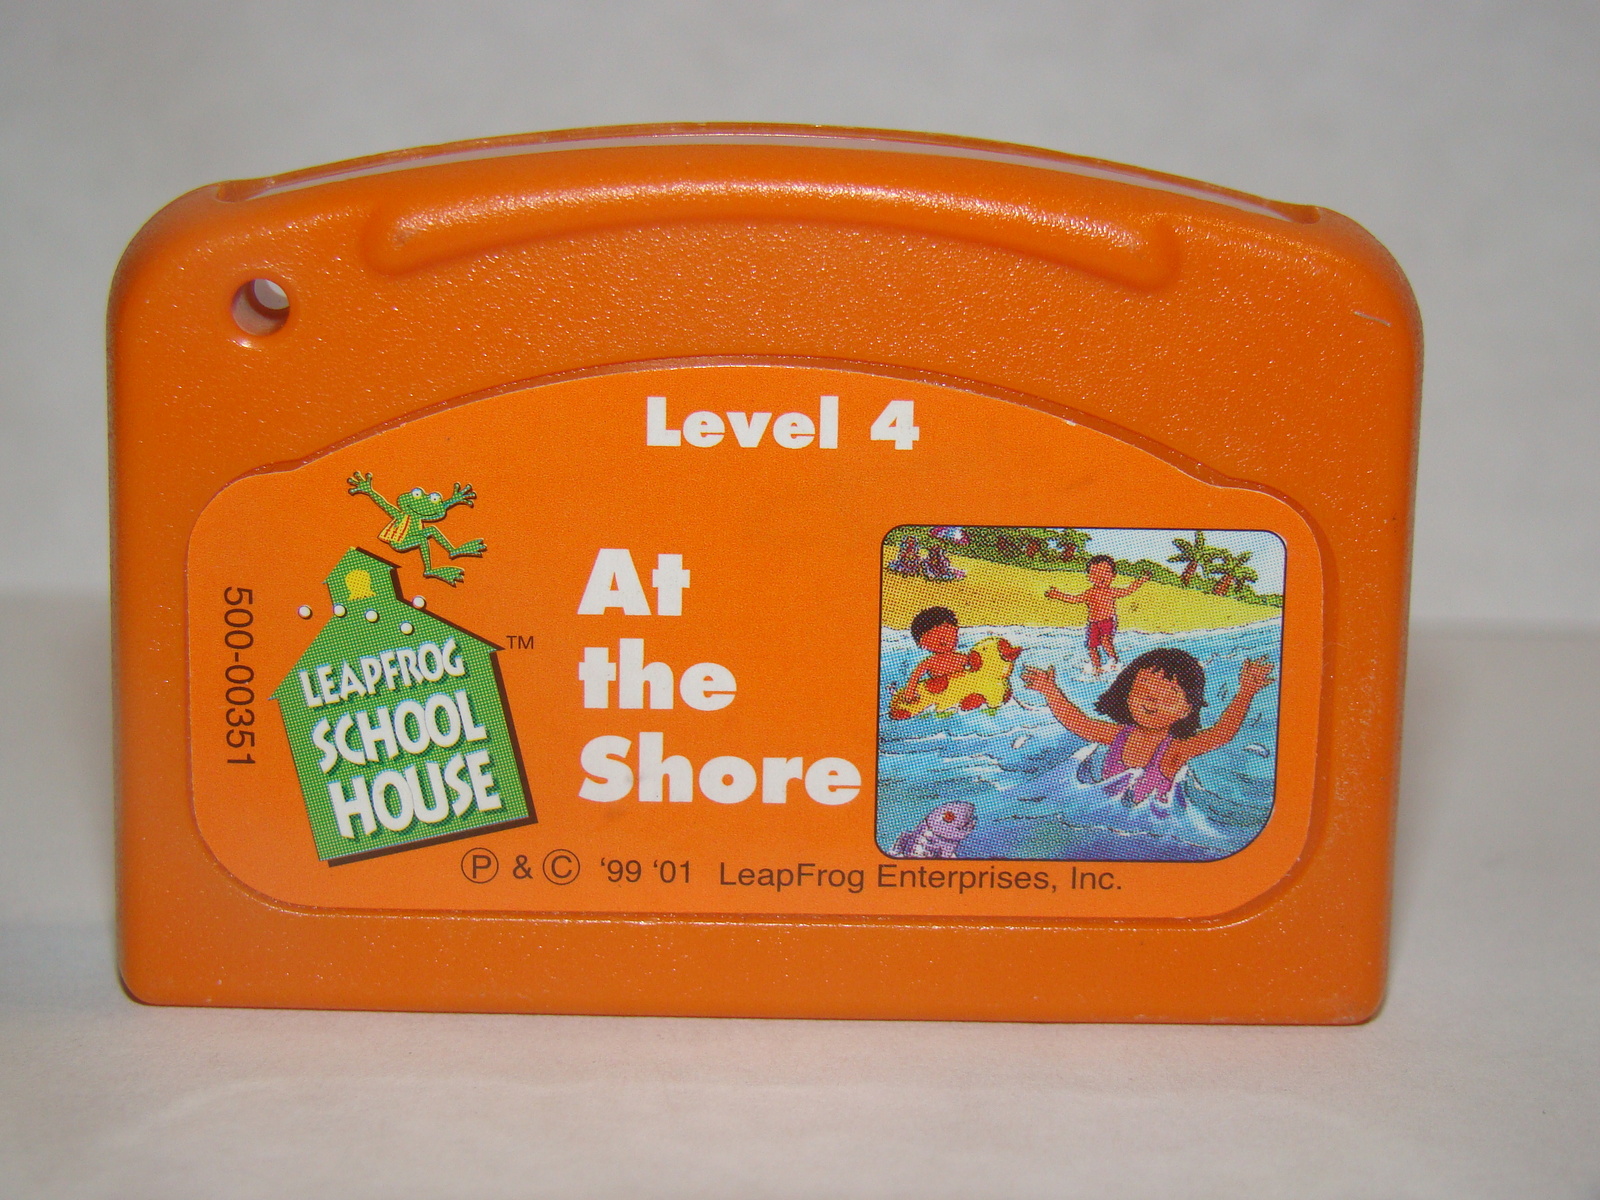 Level 4
LEAPFROG
SCHOOL
HOUSE
TM
500-00351
At
the
Shore
Ⓟ & © '99 '01 LeapFrog Enterprises, Inc.